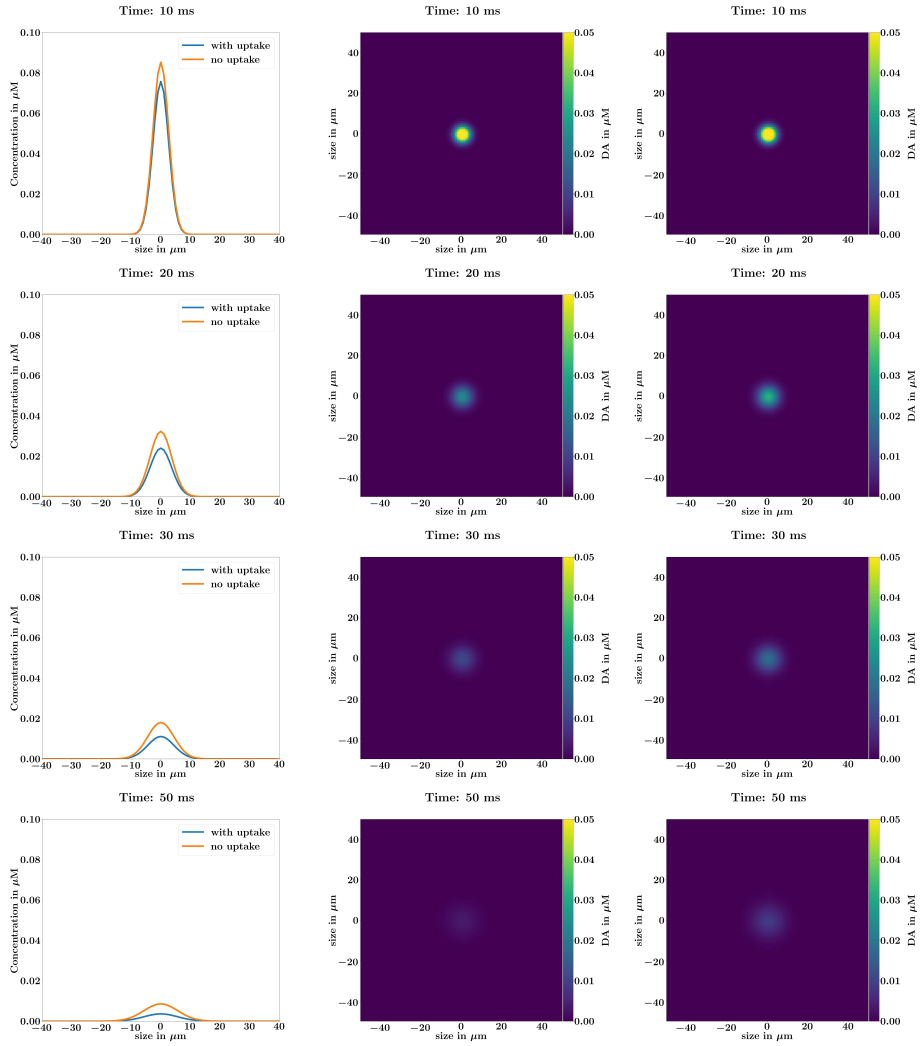 Time: 10 ms
0.10
0.08
0.06
0.04
0.02
0.00
Concentration in μM
with uptake
no uptake
−40 −30 −20 −10 0 10 20 30 40
size in μm
Time: 10 ms
40
20
0
−20
−40
size in μm
−40 −20 0 20 40
size in μm
0.05
0.04
0.03
0.02
0.01
0.00
DA in μM
Time: 10 ms
40
20
0
−20
−40
size in μm
−40 −20 0 20 40
size in μm
0.05
0.04
0.03
0.02
0.01
0.00
DA in μM
Time: 20 ms
0.10
0.08
0.06
0.04
0.02
0.00
Concentration in μM
with uptake
no uptake
−40 −30 −20 −10 0 10 20 30 40
size in μm
Time: 20 ms
40
20
0
−20
−40
size in μm
−40 −20 0 20 40
size in μm
0.05
0.04
0.03
0.02
0.01
0.00
DA in μM
Time: 20 ms
40
20
0
−20
−40
size in μm
−40 −20 0 20 40
size in μm
0.05
0.04
0.03
0.02
0.01
0.00
DA in μM
Time: 30 ms
0.10
0.08
0.06
0.04
0.02
0.00
Concentration in μM
with uptake
no uptake
−40 −30 −20 −10 0 10 20 30 40
size in μm
Time: 30 ms
40
20
0
−20
−40
size in μm
−40 −20 0 20 40
size in μm
0.05
0.04
0.03
0.02
0.01
0.00
DA in μM
Time: 30 ms
40
20
0
−20
−40
size in μm
−40 −20 0 20 40
size in μm
0.05
0.04
0.03
0.02
0.01
0.00
DA in μM
Time: 50 ms
0.10
0.08
0.06
0.04
0.02
0.00
Concentration in μM
with uptake
no uptake
−40 −30 −20 −10 0 10 20 30 40
size in μm
Time: 50 ms
40
20
0
−20
−40
size in μm
−40 −20 0 20 40
size in μm
0.05
0.04
0.03
0.02
0.01
0.00
DA in μM
Time: 50 ms
40
20
0
−20
−40
size in μm
−40 −20 0 20 40
size in μm
0.05
0.04
0.03
0.02
0.01
0.00
DA in μM